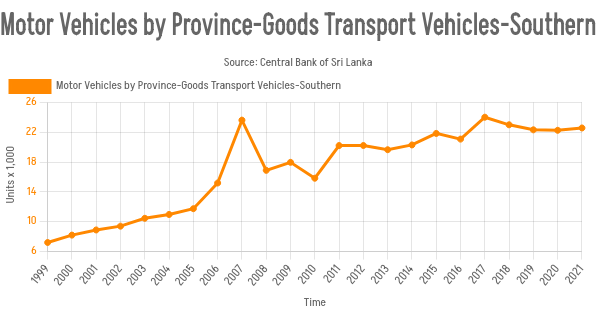 Motor Vehicles by Province-Goods Transport Vehicles-Southern
Source: Central Bank of Sri Lanka
Motor Vehicles by Province-Goods Transport Vehicles-Southern
Units x 1,000
26
22
18
14
10
6
1999 2000 2001 2002 2003 2004 2005 2006 2007 2008 2009 2010 2011 2012 2013 2014 2015 2016 2017 2018 2019 2020 2021
Time